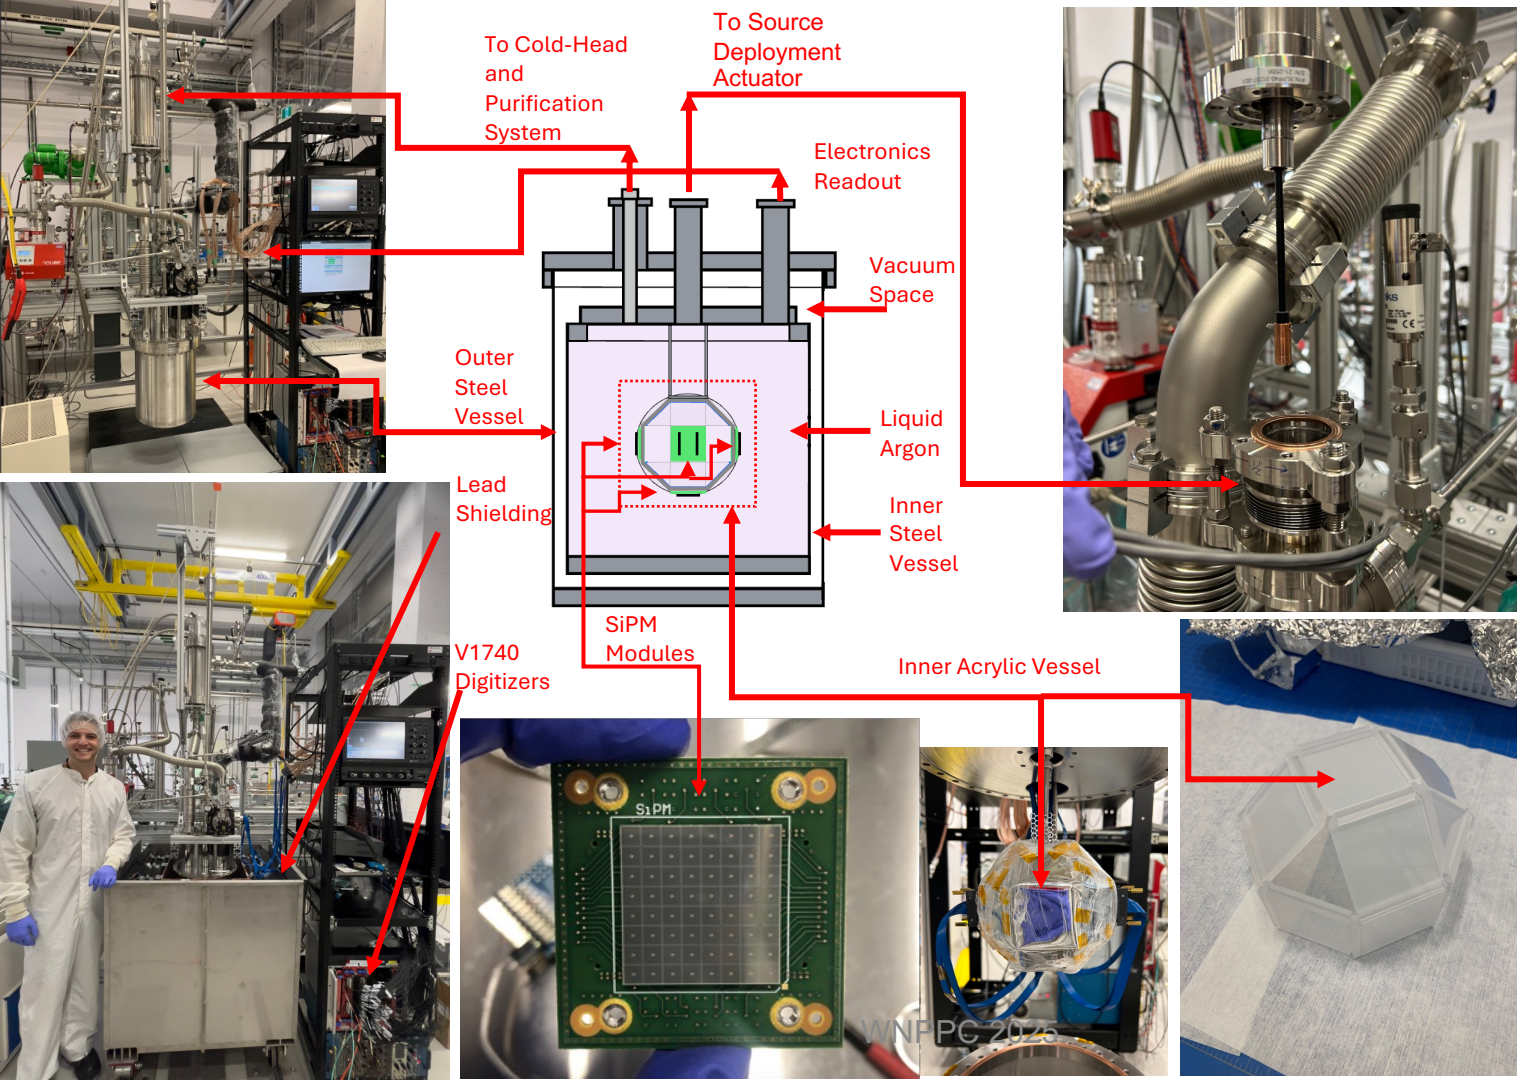 To Cold-Head
and
Purification
System
To Source
Deployment
Actuator
Electronics
Readout
Vacuum
Space
Outer
Steel
Vessel
Liquid
Argon
Lead
Shielding
Inner
Steel
Vessel
SiPM
Modules
V1740
Digitizers
Inner Acrylic Vessel
SiPM
WNPPC 2025